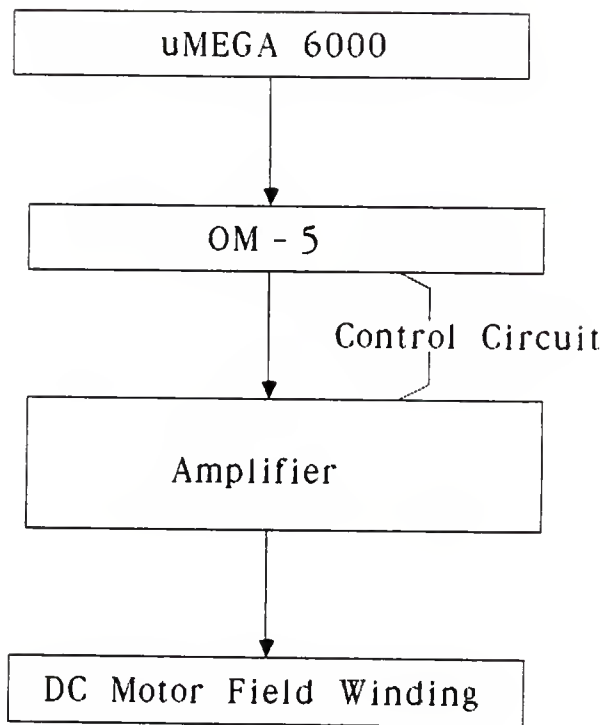 uMEGA 6000
OM - 5
Control Circuit
Amplifier
DC Motor Field Winding